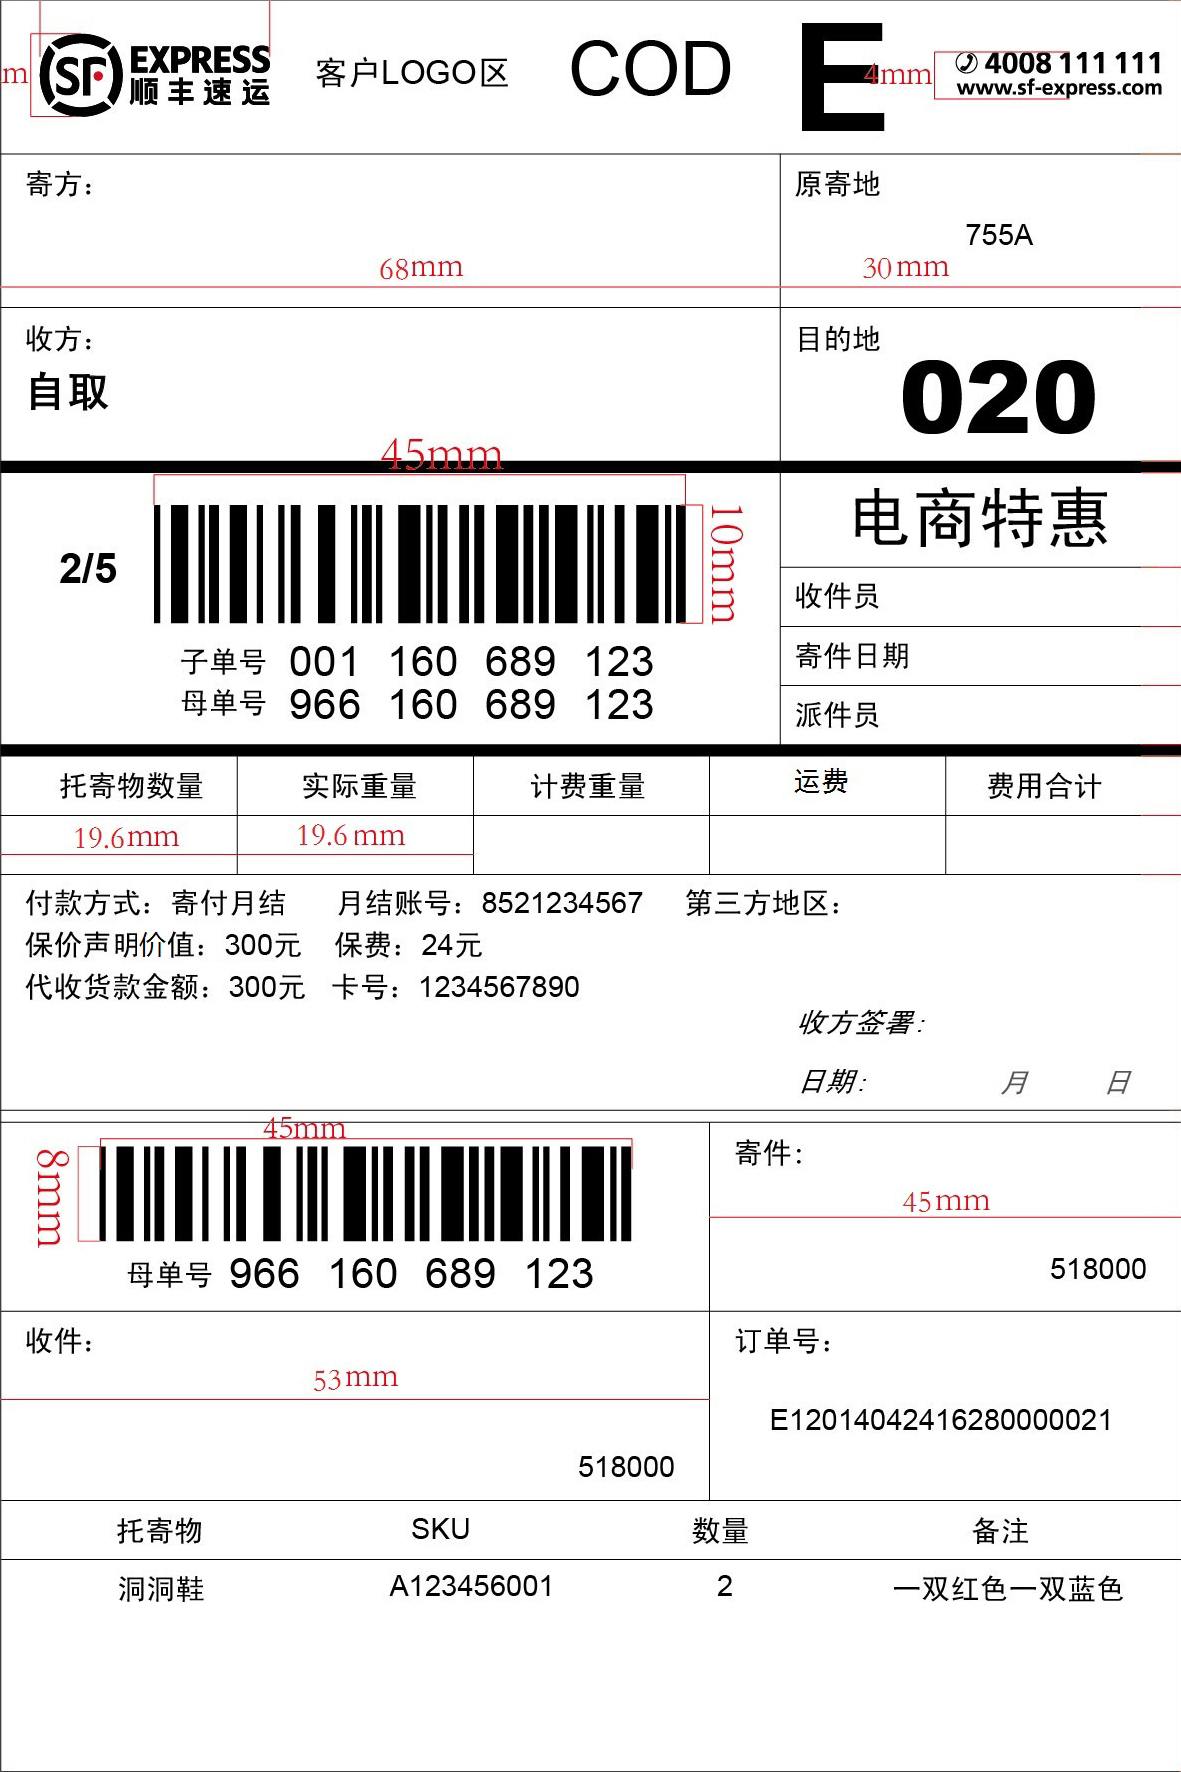 m
SF EXPRESS
顺丰速运
客户LOGO区
COD
E
4mm
4008 111 111
www.sf-express.com
寄方：
原寄地
755A
68mm
30mm
收方：
自取
目的地
020
45mm
10mm
2/5
子单号 001 160 689 123
母单号 966 160 689 123
电商特惠
收件员
寄件日期
派件员
托寄物数量 实际重量 计费重量 运费 费用合计
19.6mm 19.6mm
付款方式：寄付月结 月结账号：8521234567 第三方地区：
保价声明价值：300元 保费：24元
代收货款金额：300元 卡号：1234567890
收方签署：
日期： 月 日
45mm
8mm
母单号 966 160 689 123
寄件：
45mm
518000
收件：
53mm
518000
订单号：
E12014042416280000021
托寄物 SKU 数量 备注
洞洞鞋 A123456001 2 一双红色一双蓝色